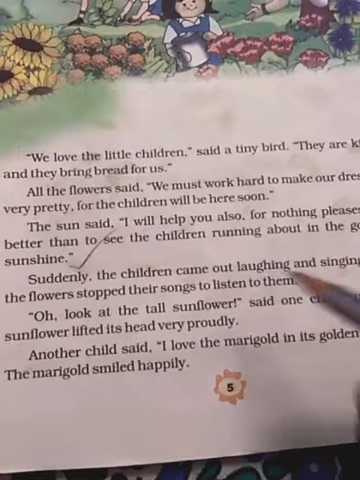 "We love the little children," said a tiny bird. "They are
and they bring bread for us."
All the flowers said, "We must work hard to make our
very pretty, for the children will be here soon."
The sun said, "I will help you also, for nothing
better than to see the children running about in the
sunshine."
Suddenly, the children came out laughing and
the flowers stopped their songs to listen to them.
"Oh, look at the tall sunflower!" said one
sunflower lifted its head very proudly.
Another child said, "I love the marigold in its golden
The marigold smiled happily.
5